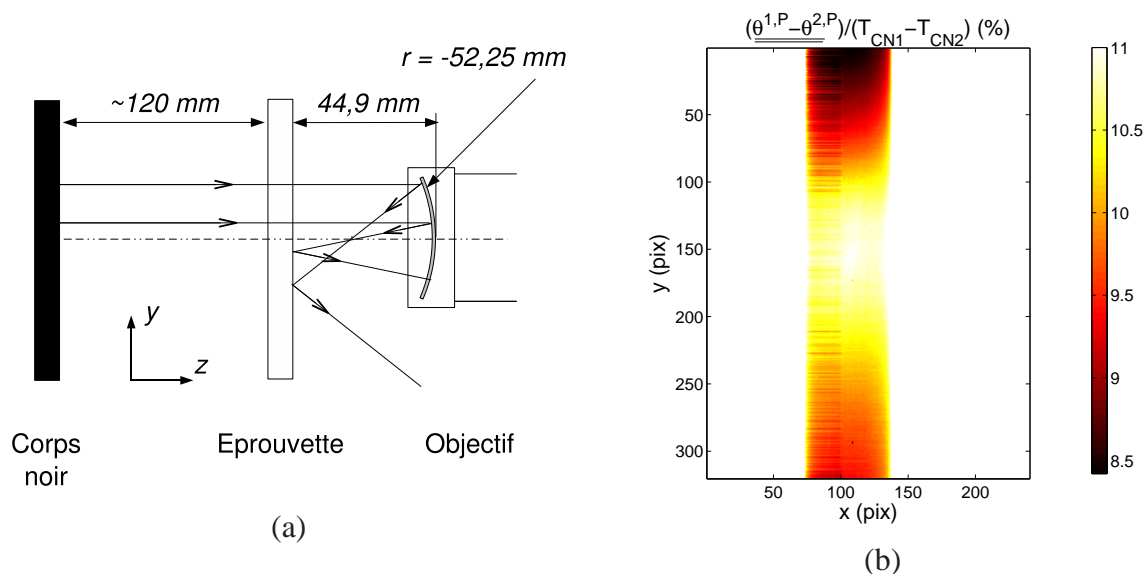 r = -52,25 mm
~120 mm
44,9 mm
y
z
Corps
noir
Eprouvette
Objectif
(a)
(θ^{1,P}−θ^{2,P})/(T_{CN1}−T_{CN2}) (%)
50
100
150
200
250
300
y (pix)
50
100
150
200
x (pix)
11
10.5
10
9.5
9
8.5
(b)